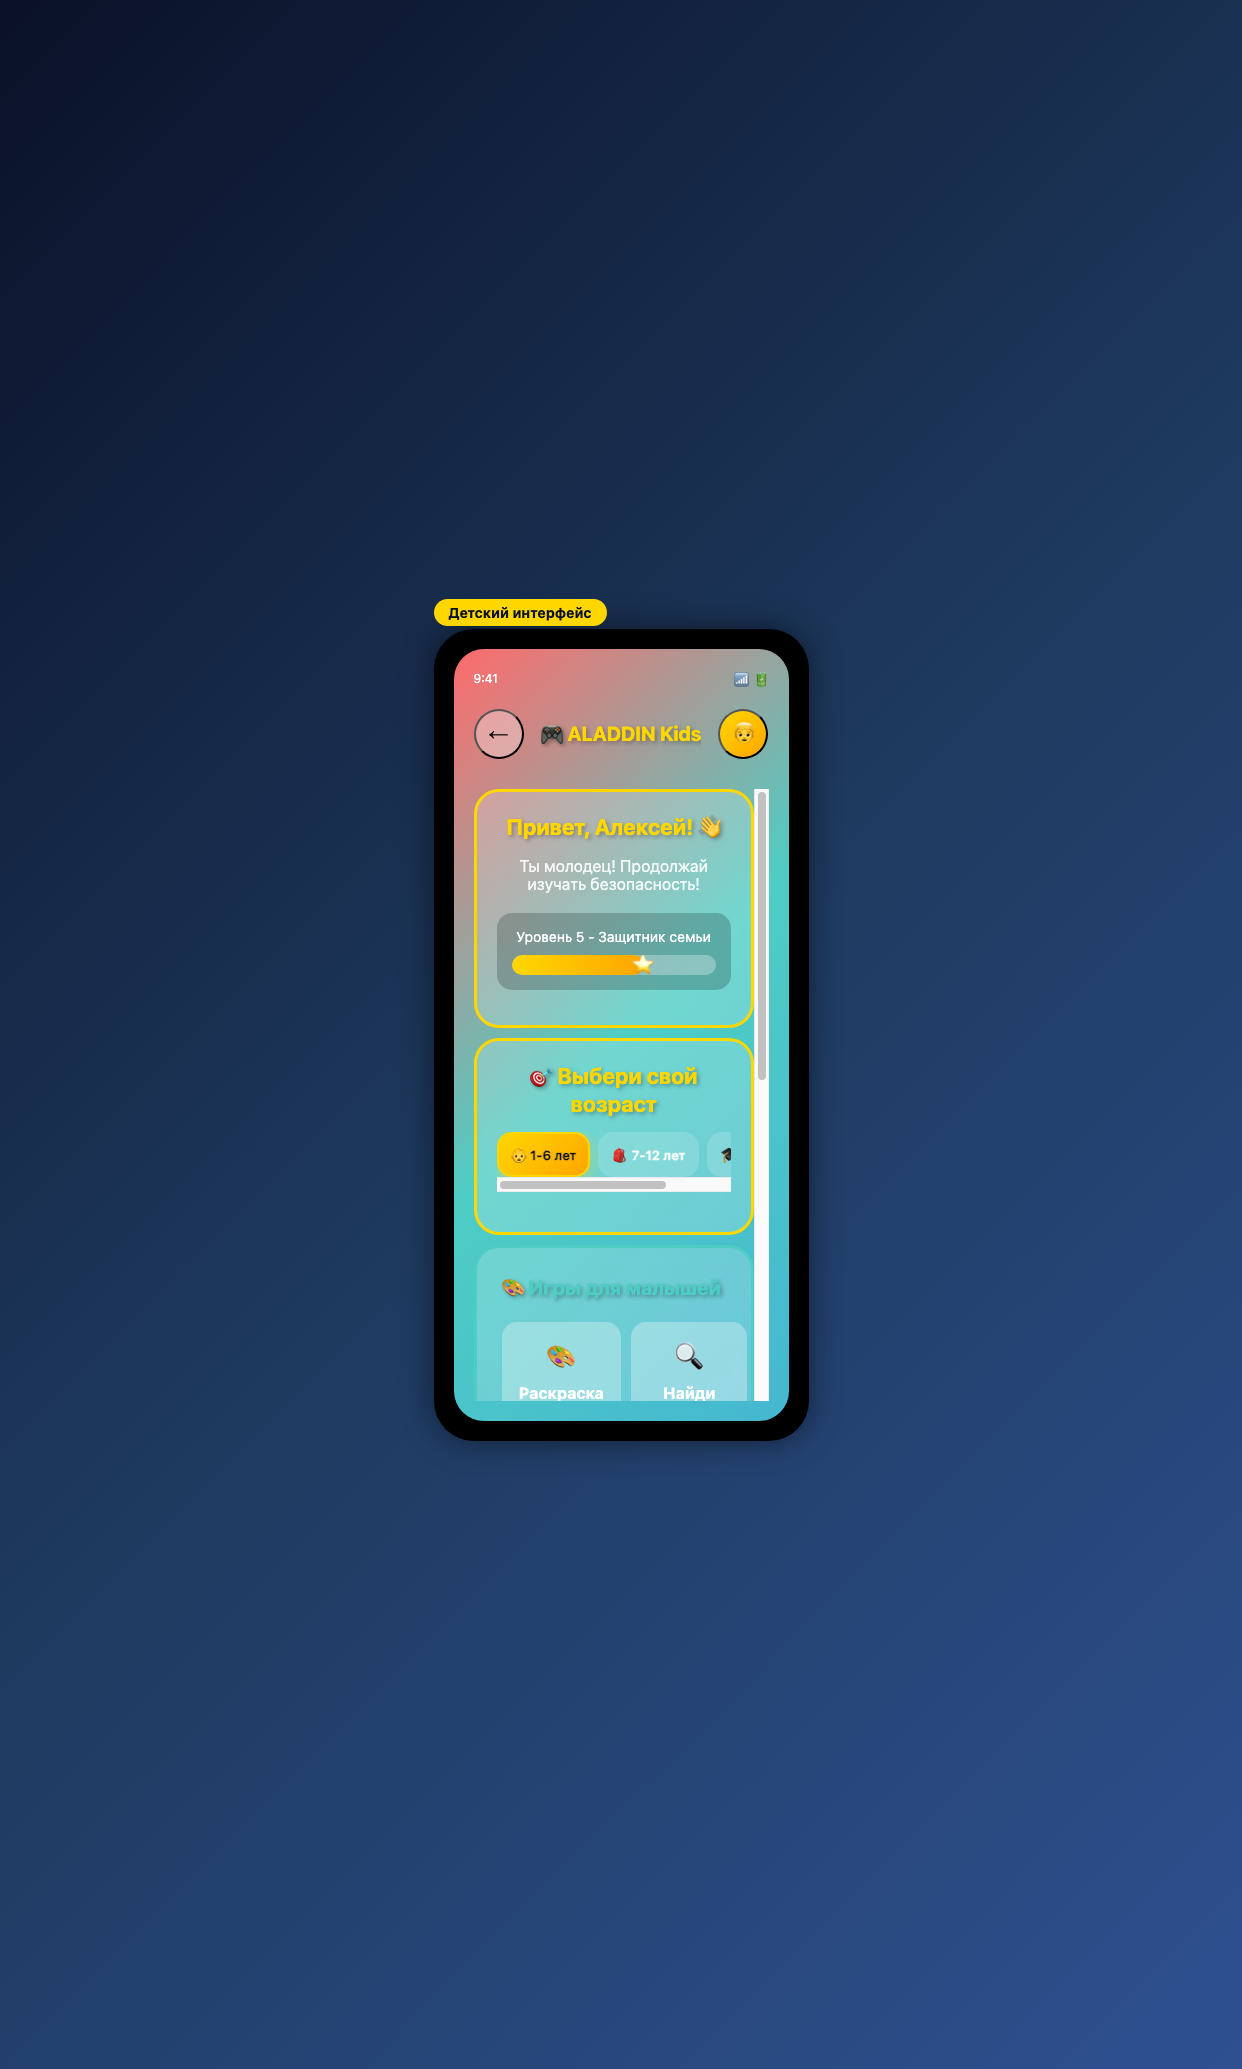 Детский интерфейс
9:41
ALADDIN Kids
Привет, Алексей!
Ты молодец! Продолжай
изучать безопасность!
Уровень 5 - Защитник семьи
Выбери свой
возраст
1-6 лет
7-12 лет
Игры для малышей
Раскраска
Найди